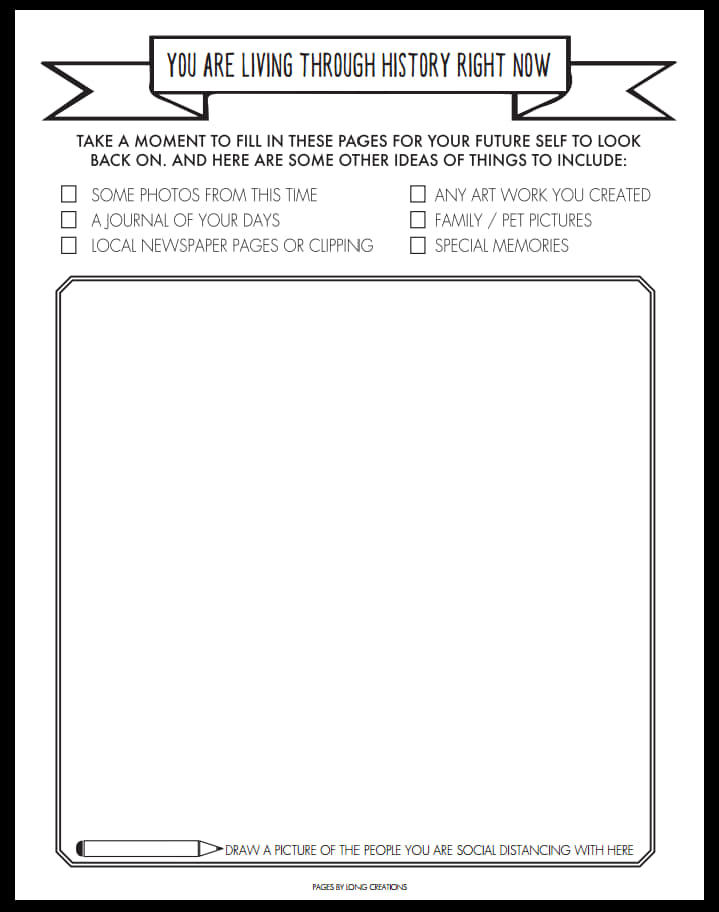 YOU ARE LIVING THROUGH HISTORY RIGHT NOW
TAKE A MOMENT TO FILL IN THESE PAGES FOR YOUR FUTURE SELF TO LOOK
BACK ON. AND HERE ARE SOME OTHER IDEAS OF THINGS TO INCLUDE:
SOME PHOTOS FROM THIS TIME
A JOURNAL OF YOUR DAYS
LOCAL NEWSPAPER PAGES OR CLIPPING
ANY ART WORK YOU CREATED
FAMILY / PET PICTURES
SPECIAL MEMORIES
DRAW A PICTURE OF THE PEOPLE YOU ARE SOCIAL DISTANCING WITH HERE
PAGES BY LONG CREATIONS